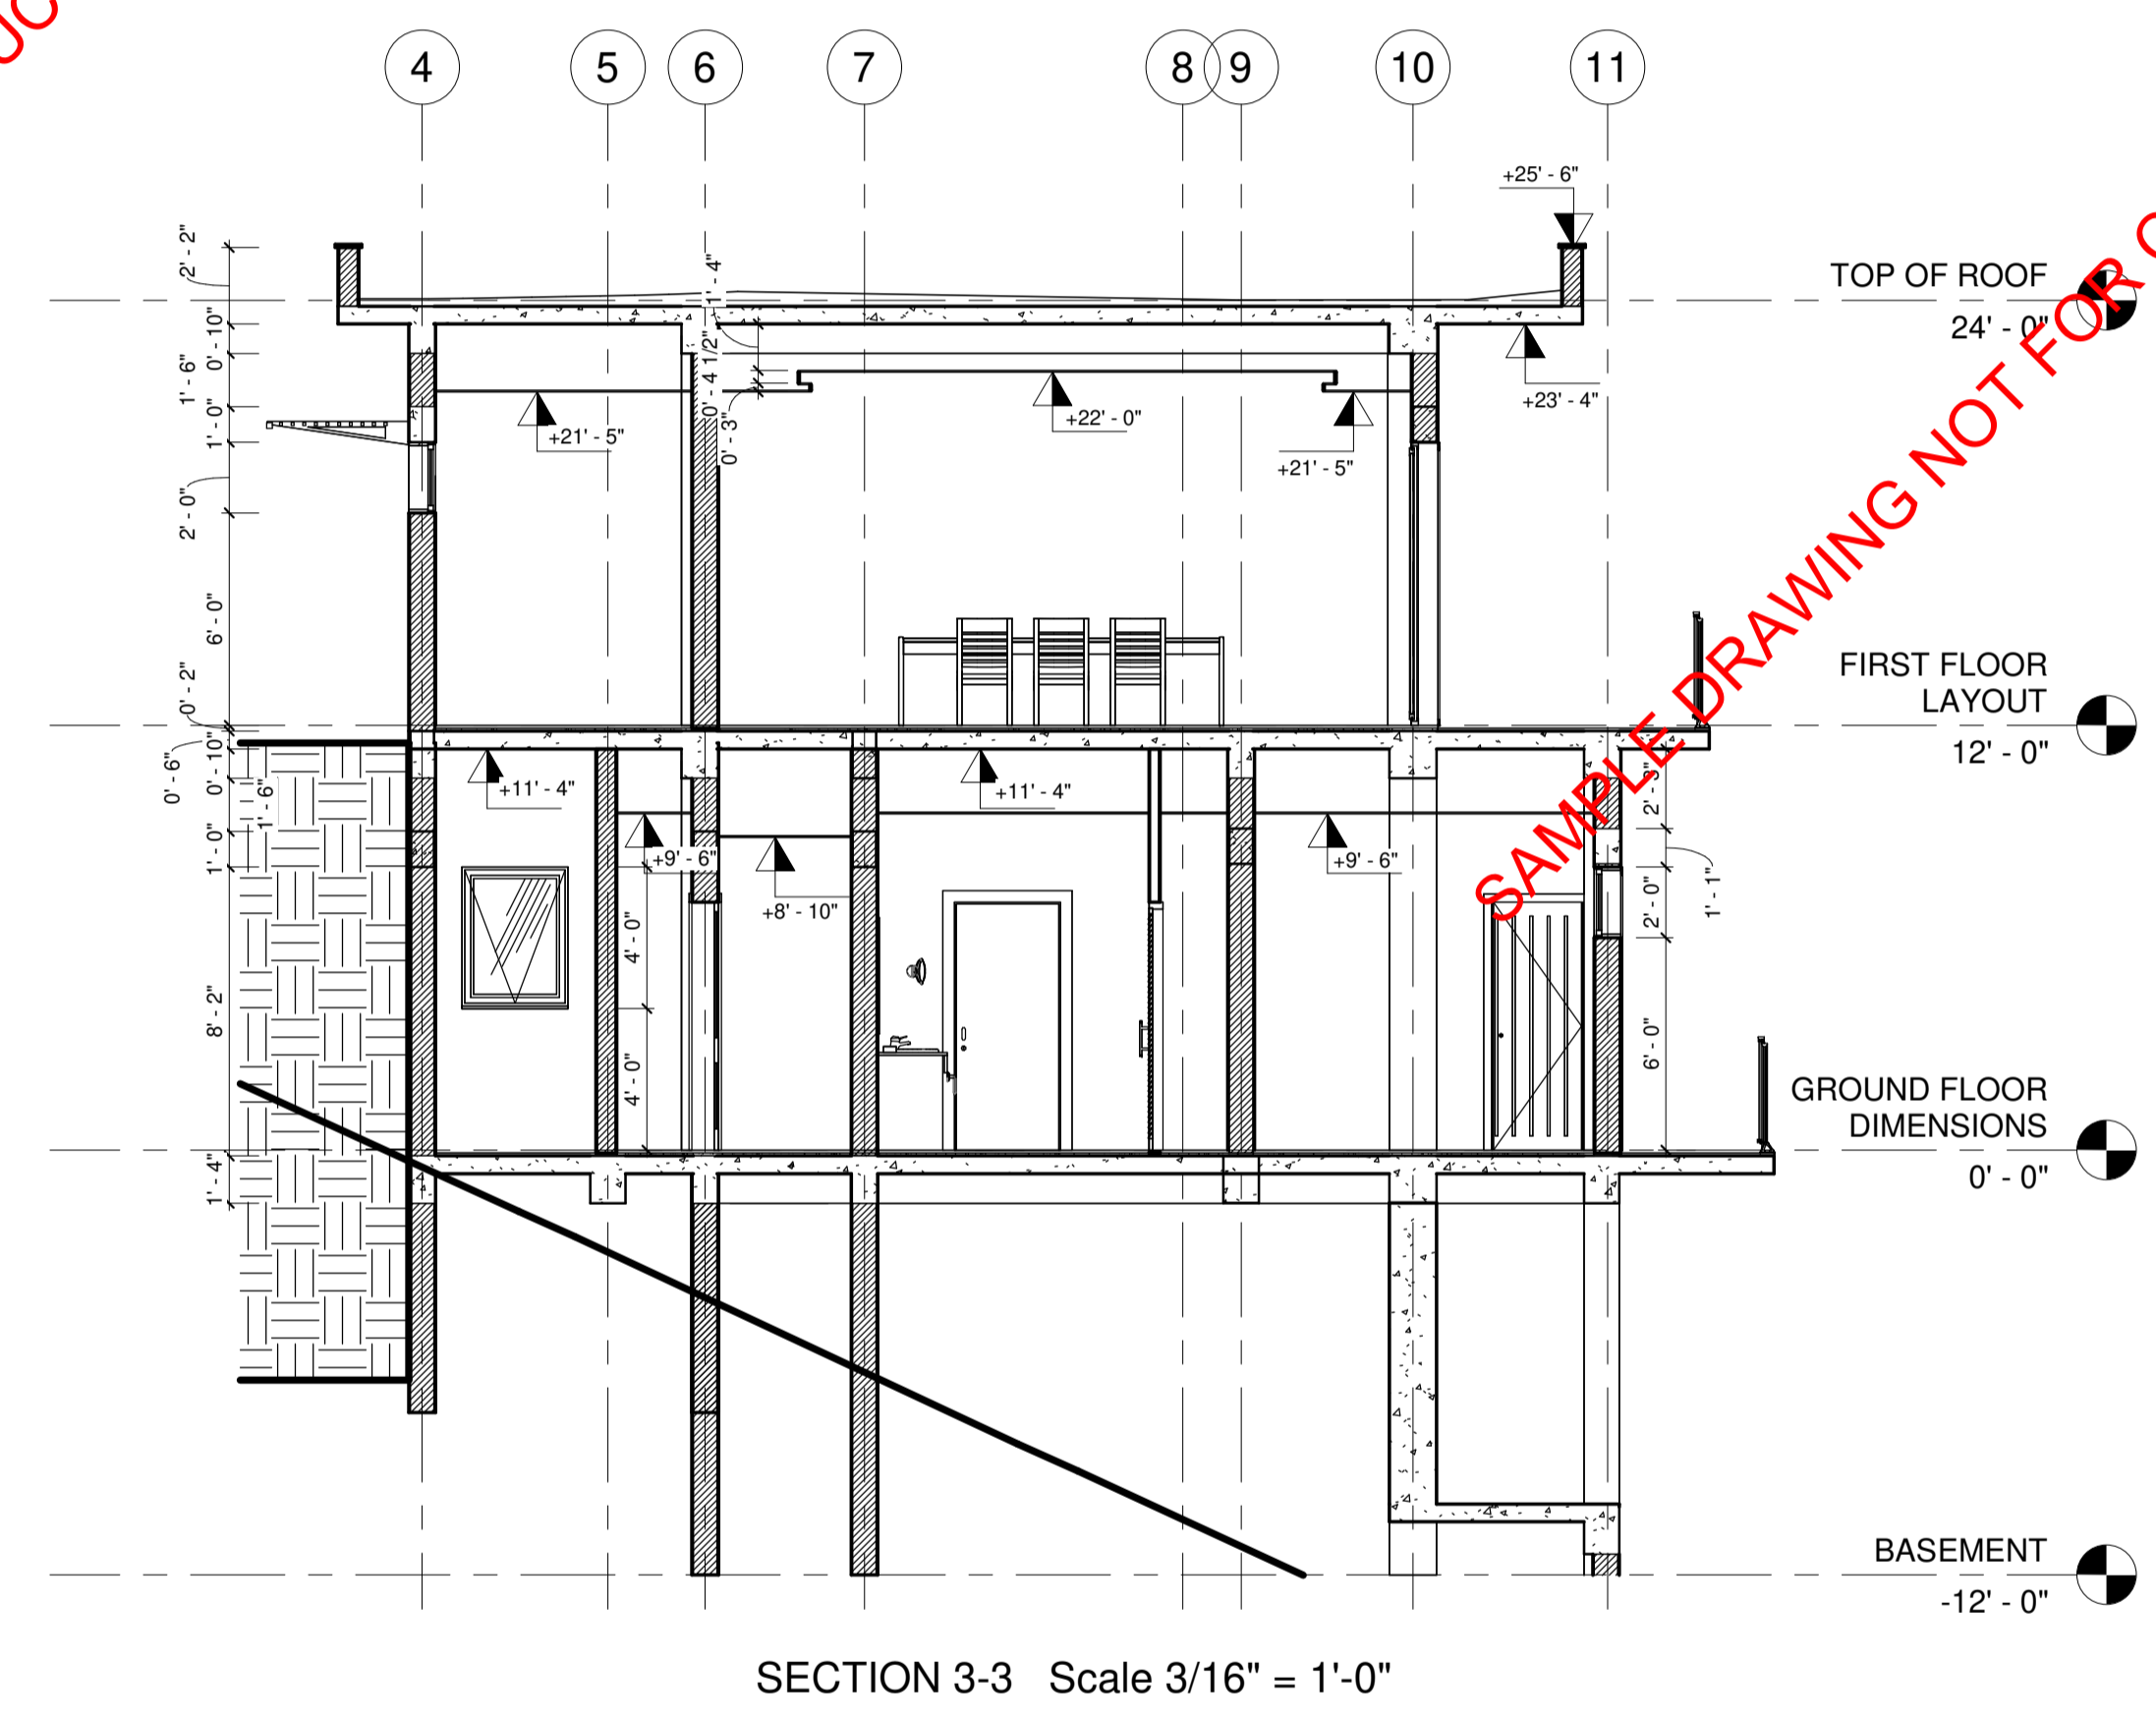 JC
4 5 6 7 8 9 10 11
+25' - 6"
2' - 2"
TOP OF ROOF
24' - 0"
1' - 4"
0' - 10"
1' - 6"
1' - 0"
0' - 4 1/2"
0' - 3"
+21' - 5"
+22' - 0"
+21' - 5"
+23' - 4"
2' - 0"
6' - 0"
0' - 2"
SAMPLE DRAWING NOT FOR C
FIRST FLOOR
LAYOUT
12' - 0"
0' - 6"
0' - 10"
1' - 6"
1' - 0"
+11' - 4"
+11' - 4"
+9' - 6"
+8' - 10"
+9' - 6"
2' - 3"
1' - 1"
2' - 0"
4' - 0"
8' - 2"
4' - 0"
6' - 0"
GROUND FLOOR
DIMENSIONS
0' - 0"
1' - 4"
BASEMENT
-12' - 0"
SECTION 3-3 Scale 3/16" = 1'-0"